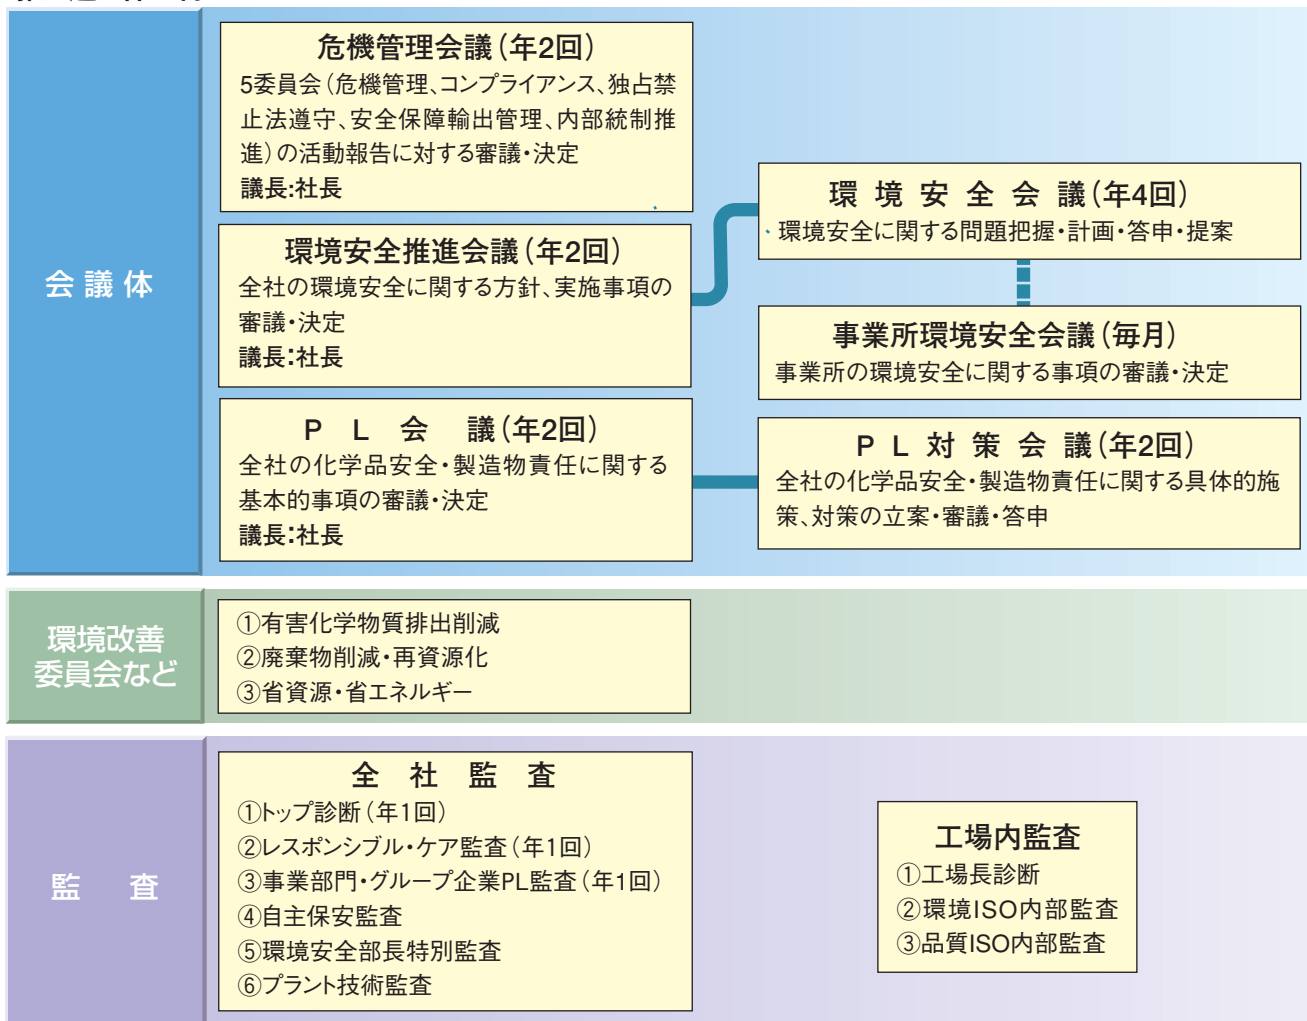 会議体
危機管理会議（年2回）
5委員会（危機管理、コンプライアンス、独占禁
止法遵守、安全保障輸出管理、内部統制推
進）の活動報告に対する審議・決定
議長：社長
環境安全推進会議（年2回）
全社の環境安全に関する方針、実施事項の
審議・決定
議長：社長
PL会議（年2回）
全社の化学品安全・製造物責任に関する
基本的事項の審議・決定
議長：社長
環境安全会議（年4回）
環境安全に関する問題把握・計画・答申・提案
事業所環境安全会議（毎月）
事業所の環境安全に関する事項の審議・決定
PL対策会議（年2回）
全社の化学品安全・製造物責任に関する具体的施
策、対策の立案・審議・答申
環境改善
委員会など
①有害化学物質排出削減
②廃棄物削減・再資源化
③省資源・省エネルギー
監査
全社監査
①トップ診断（年1回）
②レスポンシブル・ケア監査（年1回）
③事業部門・グループ企業PL監査（年1回）
④自主保安監査
⑤環境安全部長特別監査
⑥プラント技術監査
工場内監査
①工場長診断
②環境ISO内部監査
③品質ISO内部監査